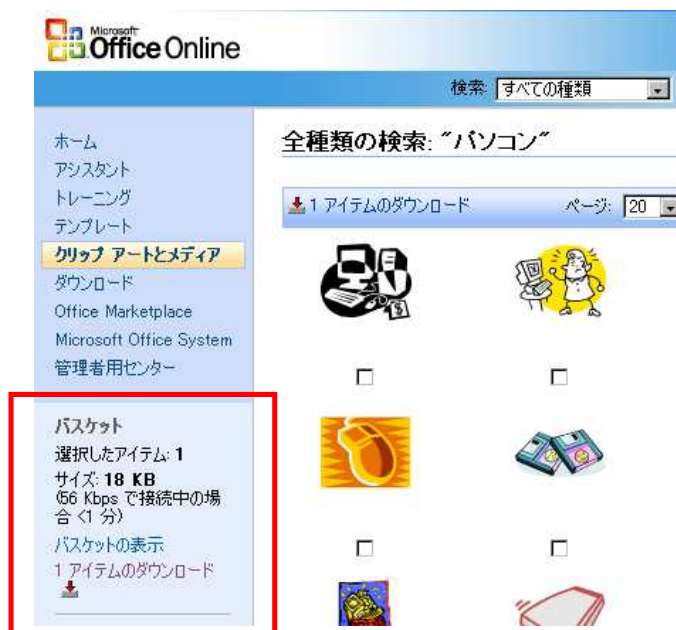 Microsoft
Office Online
検索: すべての種類
ホーム
アシスタント
トレーニング
テンプレート
クリップ アートとメディア
ダウンロード
Office Marketplace
Microsoft Office System
管理者用センター
バスケット
選択したアイテム: 1
サイズ: 18 KB
(56 Kbps で接続中の場
合 <1 分)
バスケットの表示
1 アイテムのダウンロード
全種類の検索: "パソコン"
1 アイテムのダウンロード ページ: 20